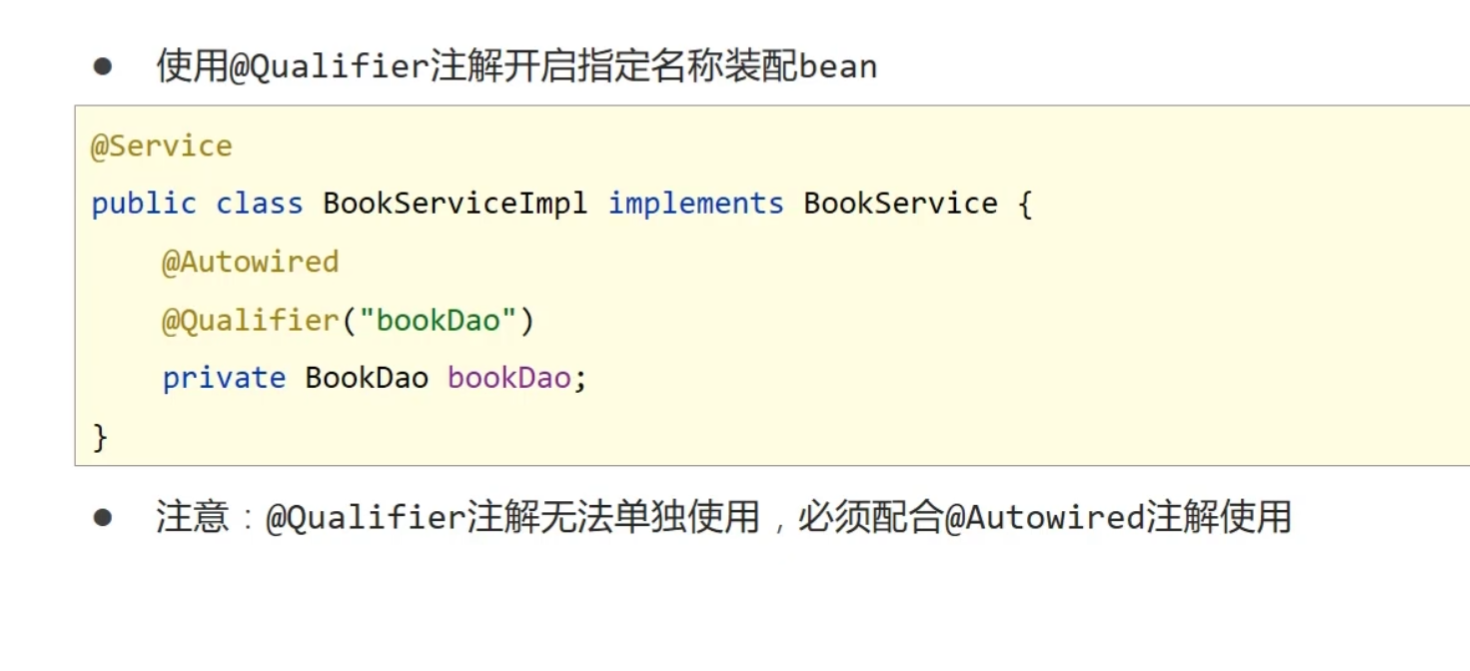 ● 使用@Qualifier注解开启指定名称装配bean
@Service
public class BookServiceImpl implements BookService {
    @Autowired
    @Qualifier("bookDao")
    private BookDao bookDao;
}
● 注意：@Qualifier注解无法单独使用，必须配合@Autowired注解使用